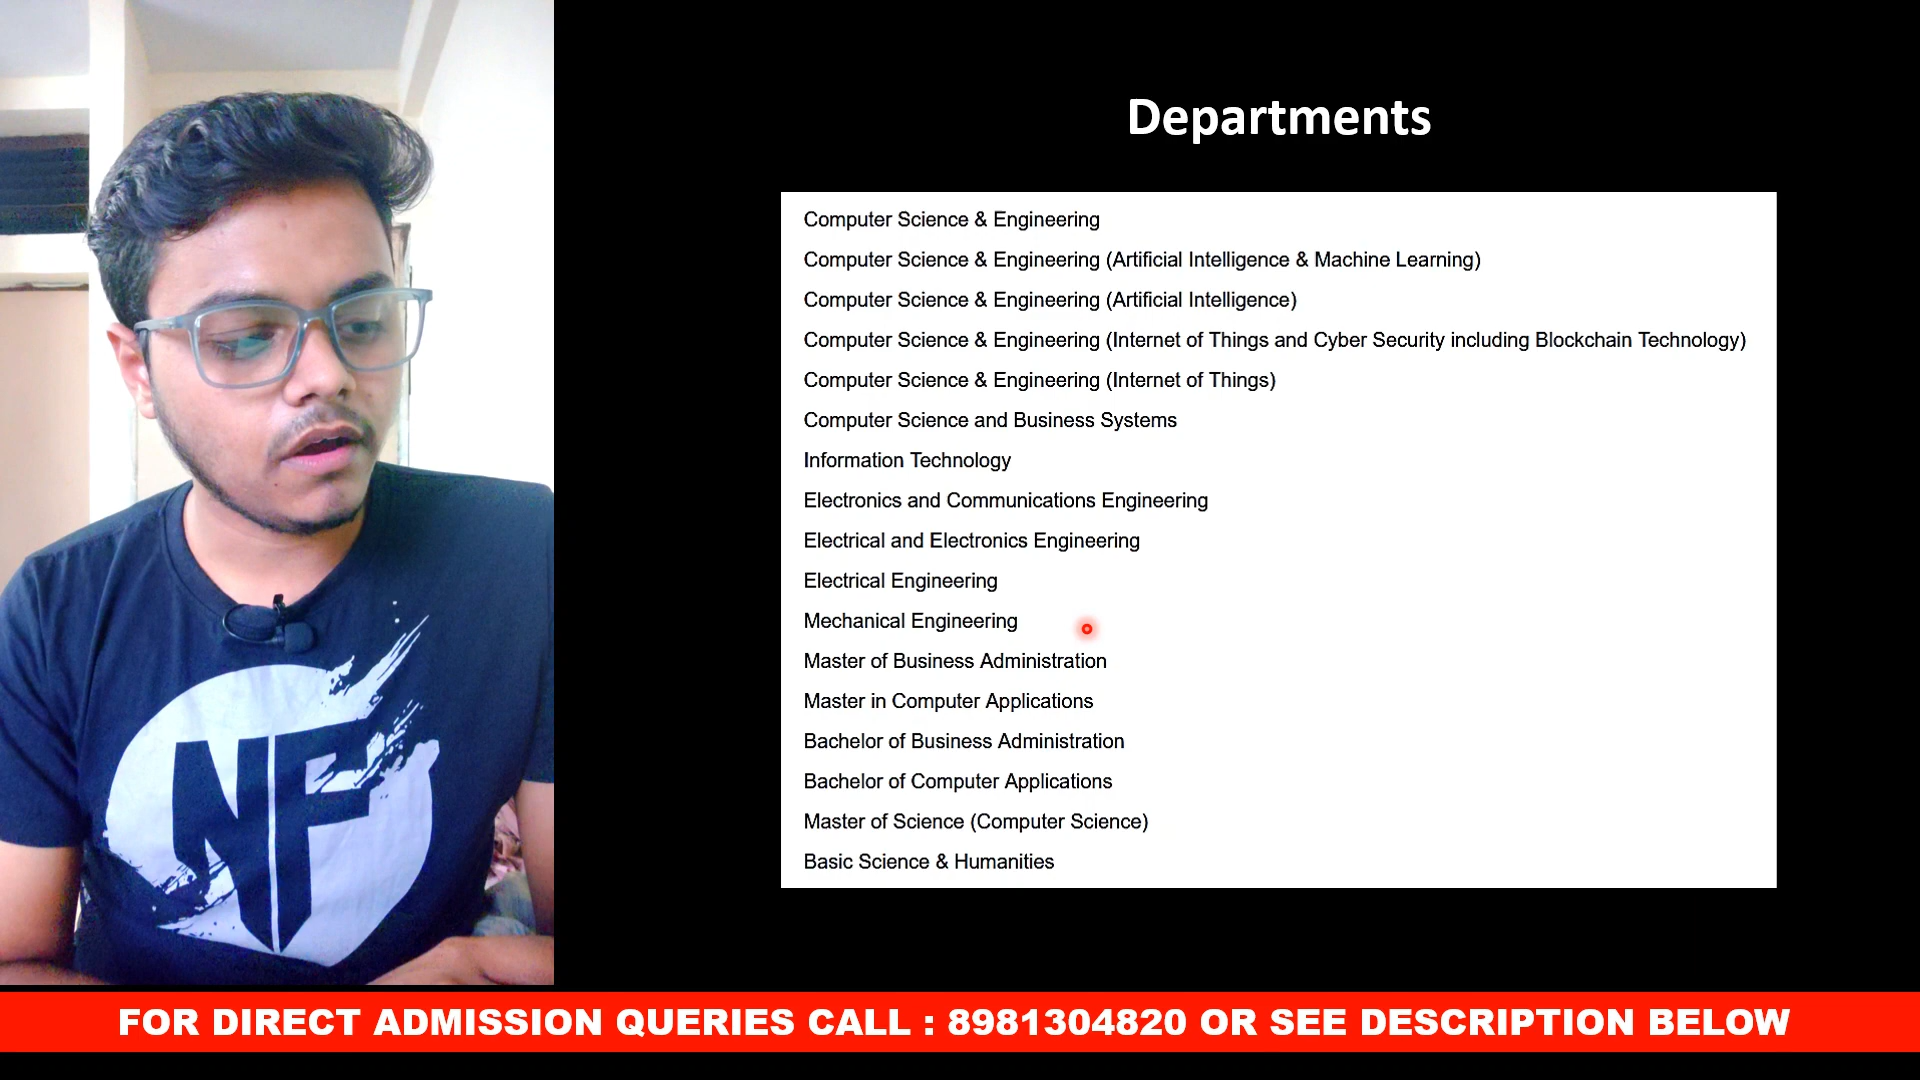 Departments
Computer Science & Engineering
Computer Science & Engineering (Artificial Intelligence & Machine Learning)
Computer Science & Engineering (Artificial Intelligence)
Computer Science & Engineering (Internet of Things and Cyber Security including Blockchain Technology)
Computer Science & Engineering (Internet of Things)
Computer Science and Business Systems
Information Technology
Electronics and Communications Engineering
Electrical and Electronics Engineering
Electrical Engineering
Mechanical Engineering
Master of Business Administration
Master in Computer Applications
Bachelor of Business Administration
Bachelor of Computer Applications
Master of Science (Computer Science)
Basic Science & Humanities
NF
FOR DIRECT ADMISSION QUERIES CALL : 8981304820 OR SEE DESCRIPTION BELOW